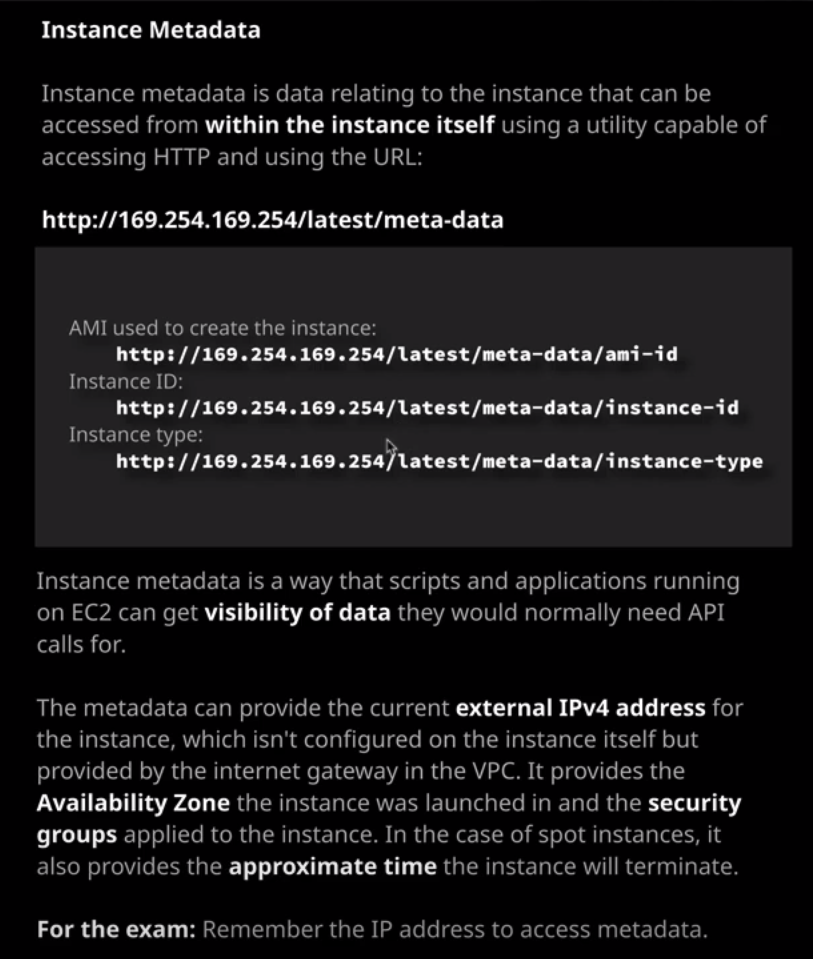 Instance Metadata
Instance metadata is data relating to the instance that can be
accessed from within the instance itself using a utility capable of
accessing HTTP and using the URL:
http://169.254.169.254/latest/meta-data
AMI used to create the instance:
http://169.254.169.254/latest/meta-data/ami-id
Instance ID:
http://169.254.169.254/latest/meta-data/instance-id
Instance type:
http://169.254.169.254/latest/meta-data/instance-type
Instance metadata is a way that scripts and applications running
on EC2 can get visibility of data they would normally need API
calls for.
The metadata can provide the current external IPv4 address for
the instance, which isn't configured on the instance itself but
provided by the internet gateway in the VPC. It provides the
Availability Zone the instance was launched in and the security
groups applied to the instance. In the case of spot instances, it
also provides the approximate time the instance will terminate.
For the exam: Remember the IP address to access metadata.